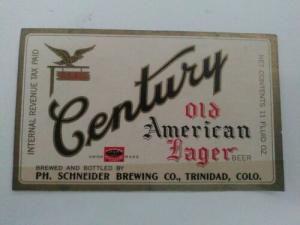 INTERNAL REVENUE TAX PAID
Century
NET CONTENTS 11 FLUID OZ
Old
American
Lager BEER
BREWED AND BOTTLED BY
PH. SCHNEIDER BREWING CO., TRINIDAD, COLO.